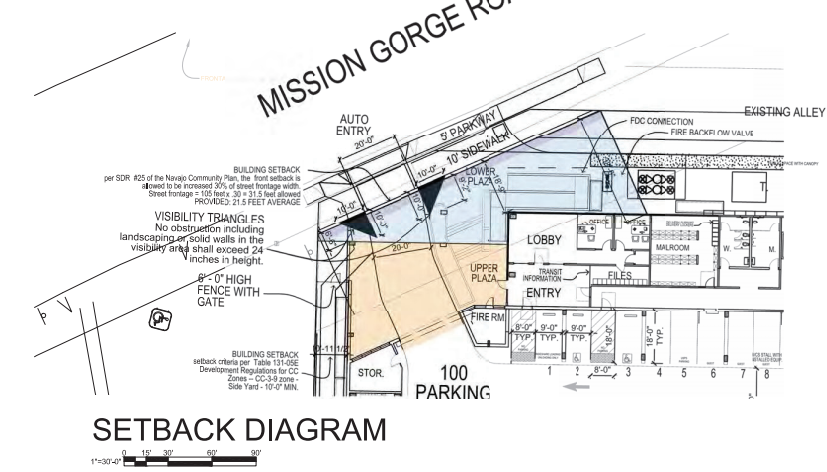 MISSION GORGE
EXISTING ALLEY
AUTO
ENTRY
20'-0"
5' PARKWAY
10' SIDEWALK
FDC CONNECTION
FIRE BACKFLOW VALVE
BUILDING SETBACK
per SDR #25 of the Navajo Community Plan, the front setback is
allowed to be increased 30% of street frontage width.
Street frontage = 105 feet x .30 = 31.5 feet allowed
PROVIDED: 21.5 FEET AVERAGE
10'-0"
10'-0"
LOWER
PLAZA
VISIBILITY TRIANGLES
No obstruction including
landscaping or solid walls in the
visibility area shall exceed 24
inches in height.
20'-0"
6'- 0" HIGH
FENCE WITH
GATE
UPPER
PLAZA
LOBBY
TRANSIT
INFORMATION
ENTRY
FILES
MALROOM
W.
M.
T.
FIRE RM
8'-0"
TYP.
9'-0"
TYP.
9'-0"
TYP.
18'-0"
18'-0"
TYP.
8'-0"
1
3
4
5
6
7
8
BUILDING SETBACK
setback criteria per Table 131-05E
Development Regulations for CC
Zones – CC-3-9 zone -
Side Yard - 10'-0" MIN.
STOR.
100
PARKING
SETBACK DIAGRAM
1"=30'-0"
0 15' 30' 60' 90'